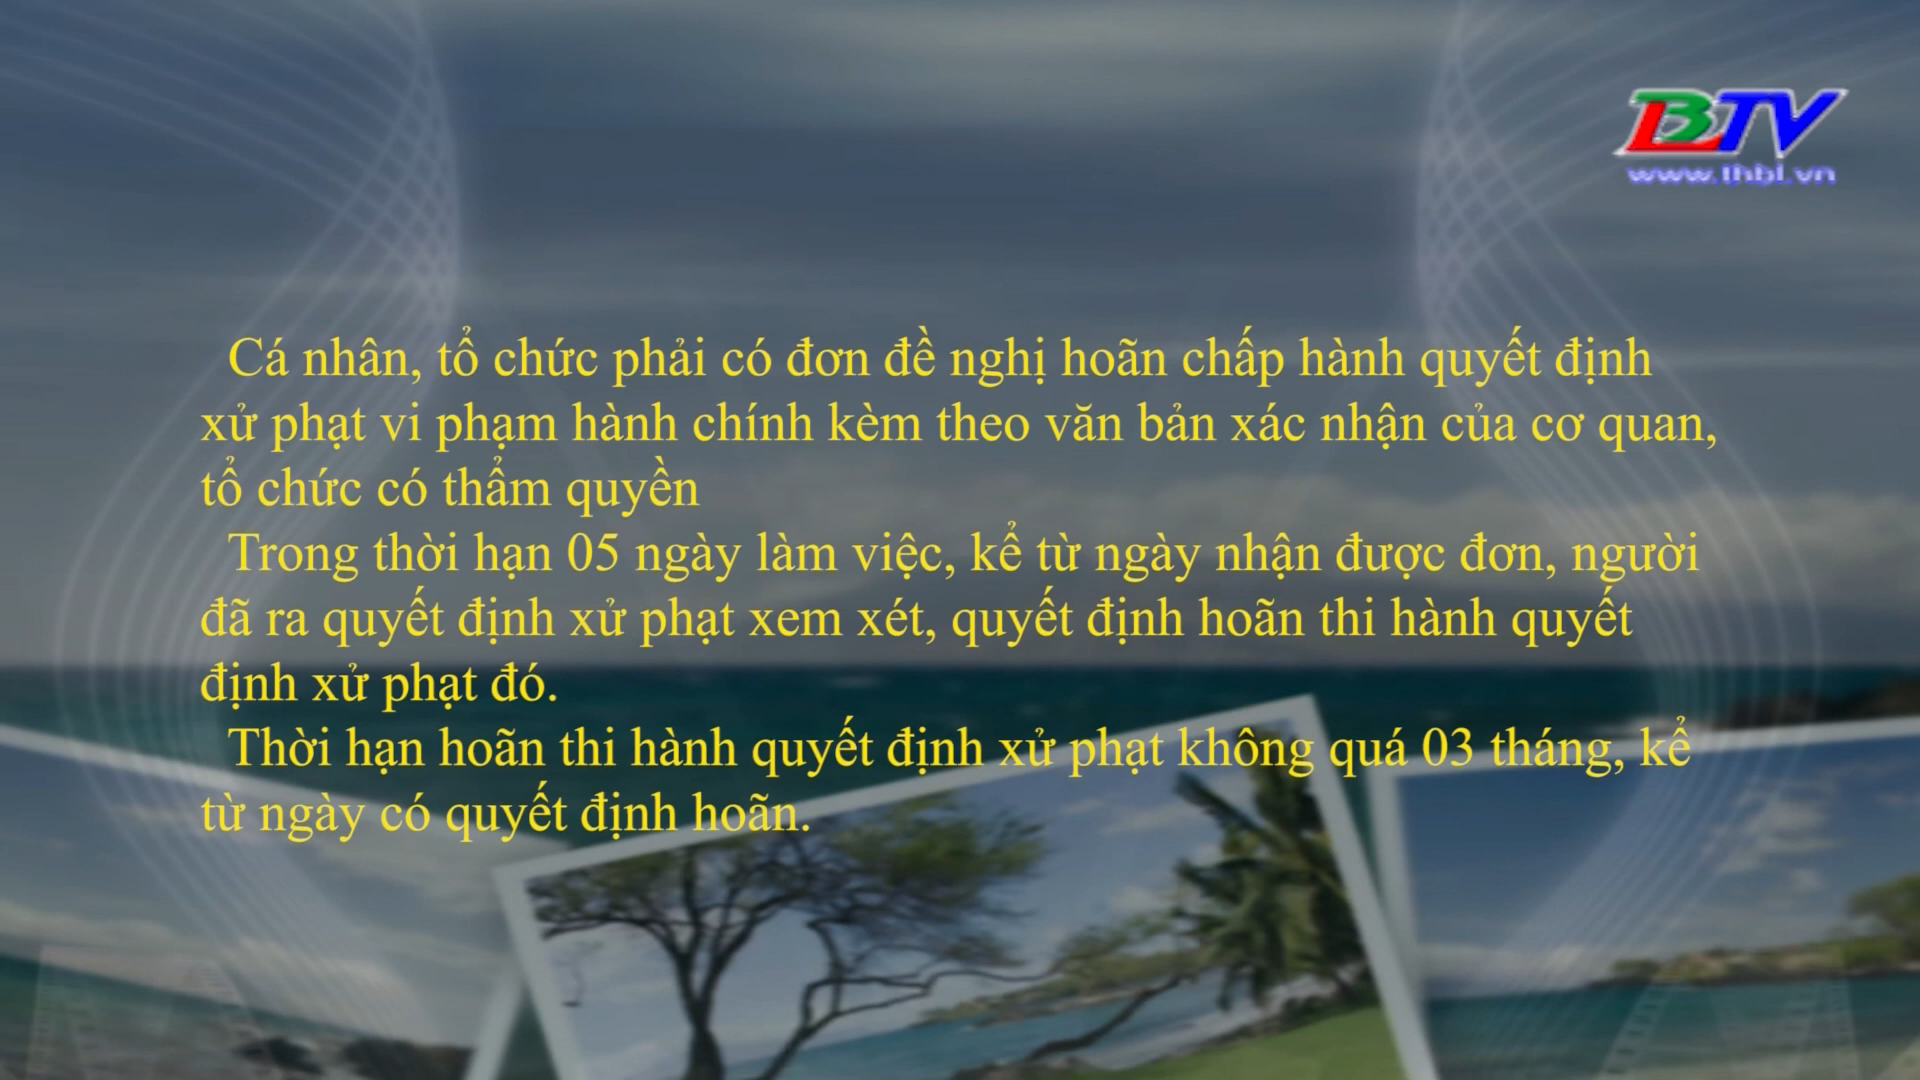 BTV
www.thbl.vn
Cá nhân, tổ chức phải có đơn đề nghị hoãn chấp hành quyết định
xử phạt vi phạm hành chính kèm theo văn bản xác nhận của cơ quan,
tổ chức có thẩm quyền
Trong thời hạn 05 ngày làm việc, kể từ ngày nhận được đơn, người
đã ra quyết định xử phạt xem xét, quyết định hoãn thi hành quyết
định xử phạt đó.
Thời hạn hoãn thi hành quyết định xử phạt không quá 03 tháng, kể
từ ngày có quyết định hoãn.